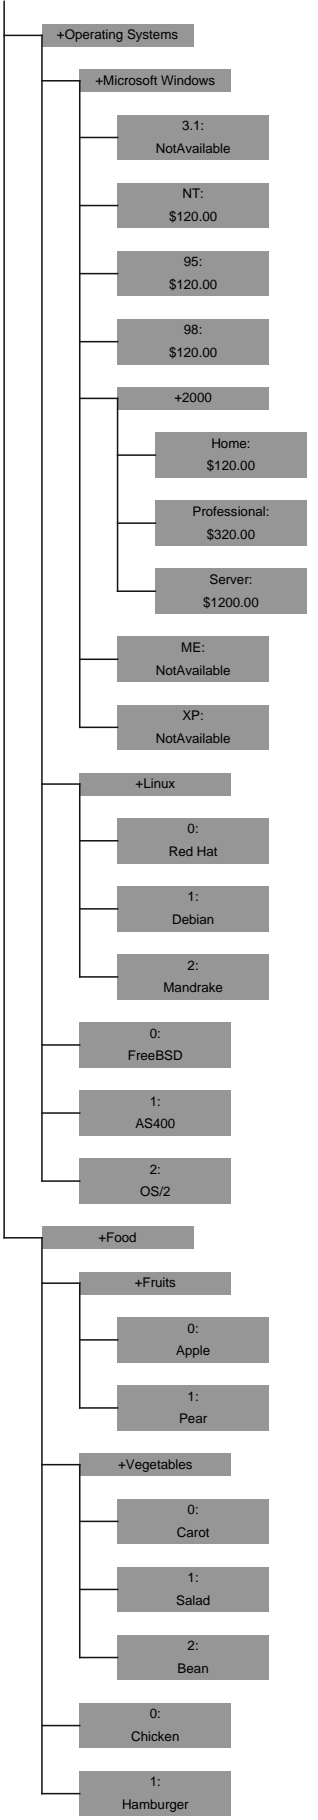 +Operating Systems
+Microsoft Windows
3.1:
NotAvailable
NT:
$120.00
95:
$120.00
98:
$120.00
+2000
Home:
$120.00
Professional:
$320.00
Server:
$1200.00
ME:
NotAvailable
XP:
NotAvailable
+Linux
0:
Red Hat
1:
Debian
2:
Mandrake
0:
FreeBSD
1:
AS400
2:
OS/2
+Food
+Fruits
0:
Apple
1:
Pear
+Vegetables
0:
Carot
1:
Salad
2:
Bean
0:
Chicken
1:
Hamburger